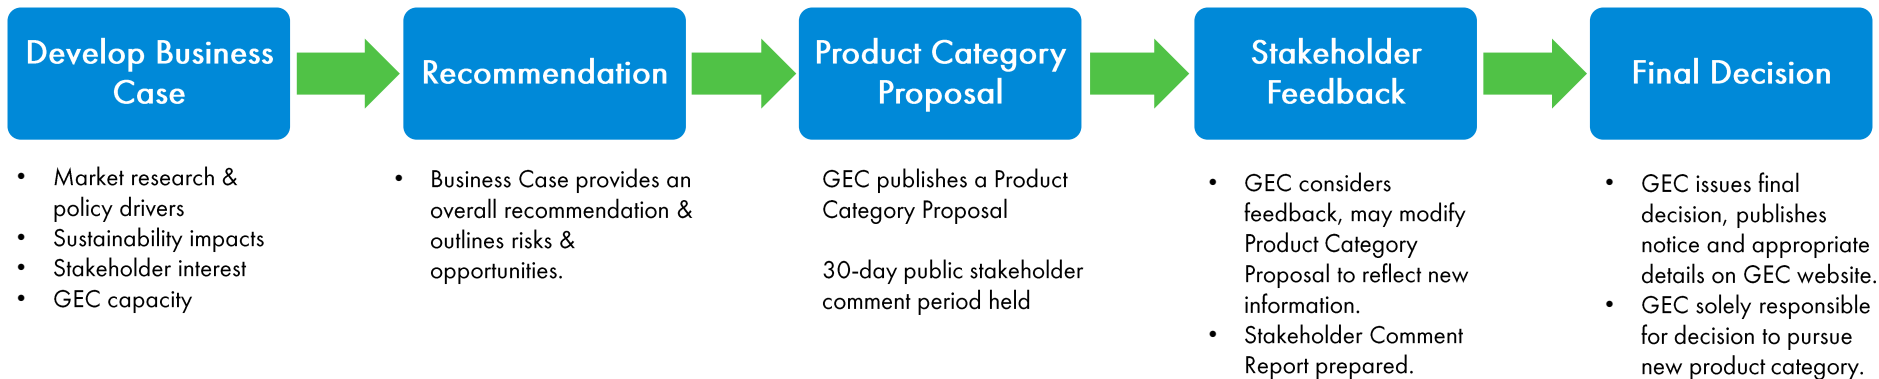 Develop Business
Case
Recommendation
Product Category
Proposal
Stakeholder
Feedback
Final Decision
• Market research &
policy drivers
• Sustainability impacts
• Stakeholder interest
• GEC capacity
• Business Case provides an
overall recommendation &
outlines risks &
opportunities.
GEC publishes a Product
Category Proposal
30-day public stakeholder
comment period held
• GEC considers
feedback, may modify
Product Category
Proposal to reflect new
information.
• Stakeholder Comment
Report prepared.
• GEC issues final
decision, publishes
notice and appropriate
details on GEC website.
• GEC solely responsible
for decision to pursue
new product category.